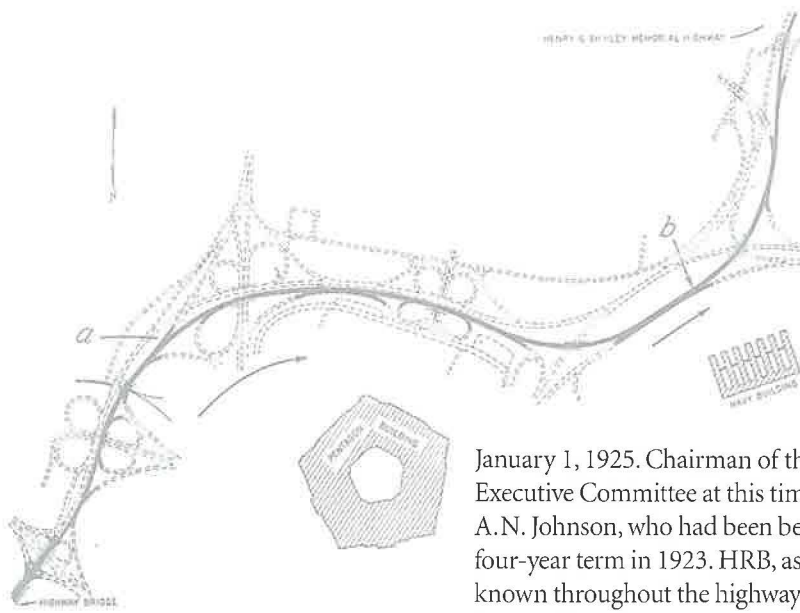 HENRY G SHIRLEY MEMORIAL HIGHWAY
b
a
PENTAGON BUILDING
NAVY BUILDING
HIGHWAY BRIDGE
January 1, 1925. Chairman of th
Executive Committee at this tim
A.N. Johnson, who had been be
four-year term in 1923. HRB, as
known throughout the highway